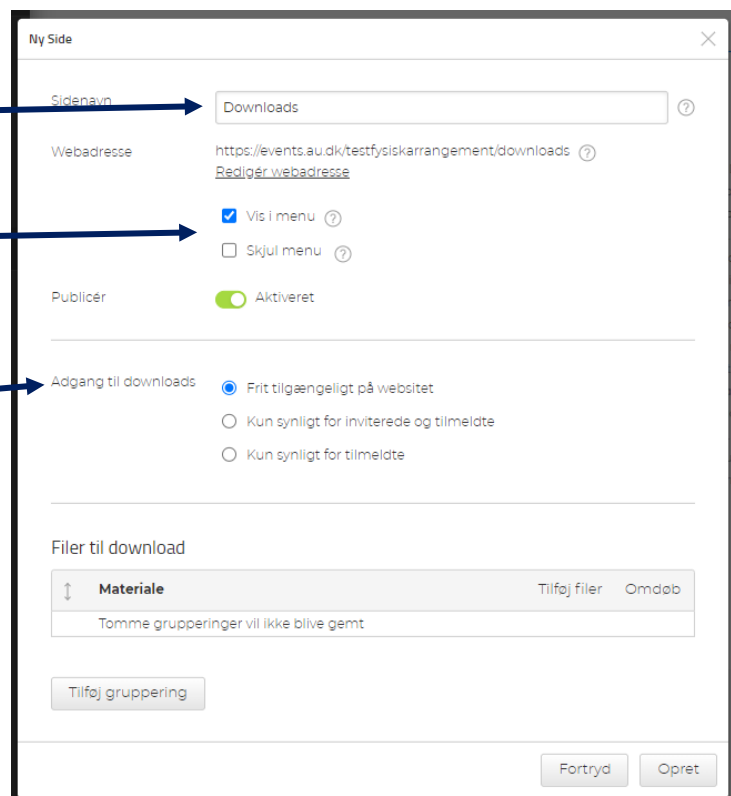 Ny Side
Sidenavn
Downloads
Webadresse
https://events.au.dk/testfysiskarrangement/downloads
Redigér webadresse
Vis i menu
Skjul menu
Publicér
Aktiveret
Adgang til downloads
Frit tilgængeligt på websitet
Kun synligt for inviterede og tilmeldte
Kun synligt for tilmeldte
Filer til download
Materiale Tilføj filer Omdøb
Tomme grupperinger vil ikke blive gemt
Tilføj gruppering
Fortryd Opret